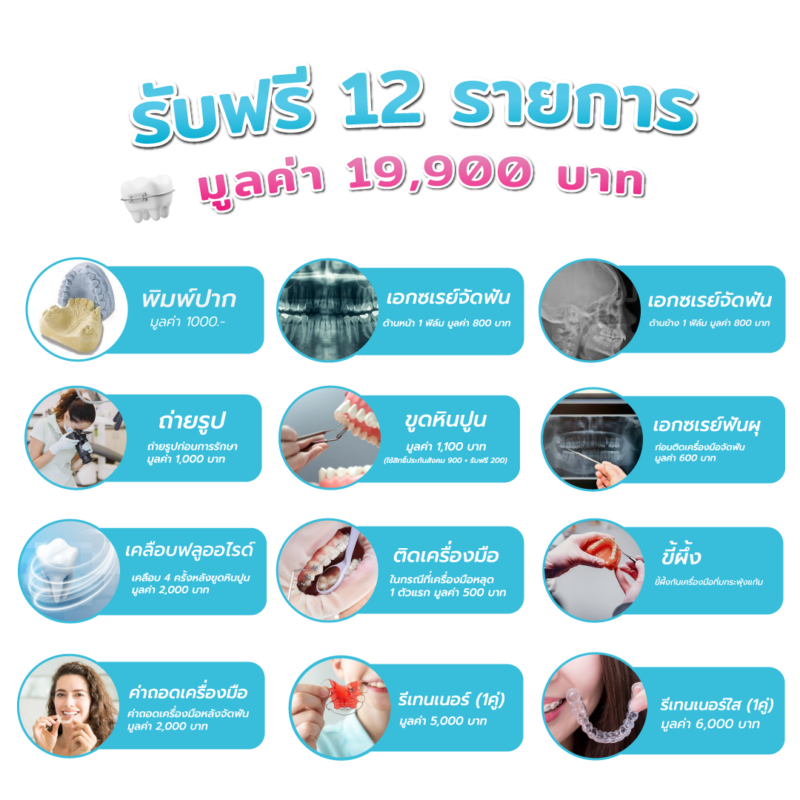 รับฟรี 12 รายการ
มูลค่า 19,900 บาท
พิมพ์ปาก
มูลค่า 1000.-
เอกซเรย์จัดฟัน
ด้านหน้า 1 ฟิล์ม มูลค่า 800 บาท
เอกซเรย์จัดฟัน
ด้านข้าง 1 ฟิล์ม มูลค่า 800 บาท
ถ่ายรูป
ถ่ายรูปก่อนการรักษา
มูลค่า 1,000 บาท
ขูดหินปูน
มูลค่า 1,100 บาท
(ใช้สิทธิ์ประกันสังคม 900 + รับฟรี 200)
เอกซเรย์ฟันผุ
ก่อนติดเครื่องมือจัดฟัน
มูลค่า 600 บาท
เคลือบฟลูออไรด์
เคลือบ 4 ครั้งหลังขูดหินปูน
มูลค่า 2,000 บาท
ติดเครื่องมือ
ในกรณีที่เครื่องมือหลุด
1 ตัวแรก มูลค่า 500 บาท
ขี้ผึ้ง
ขี้ผึ้งกันเครื่องมือทิ่มกระพุ้งแก้ม
ค่าถอดเครื่องมือ
ค่าถอดเครื่องมือหลังจัดฟัน
มูลค่า 2,000 บาท
รีเทนเนอร์ (1คู่)
มูลค่า 5,000 บาท
รีเทนเนอร์ใส (1คู่)
มูลค่า 6,000 บาท